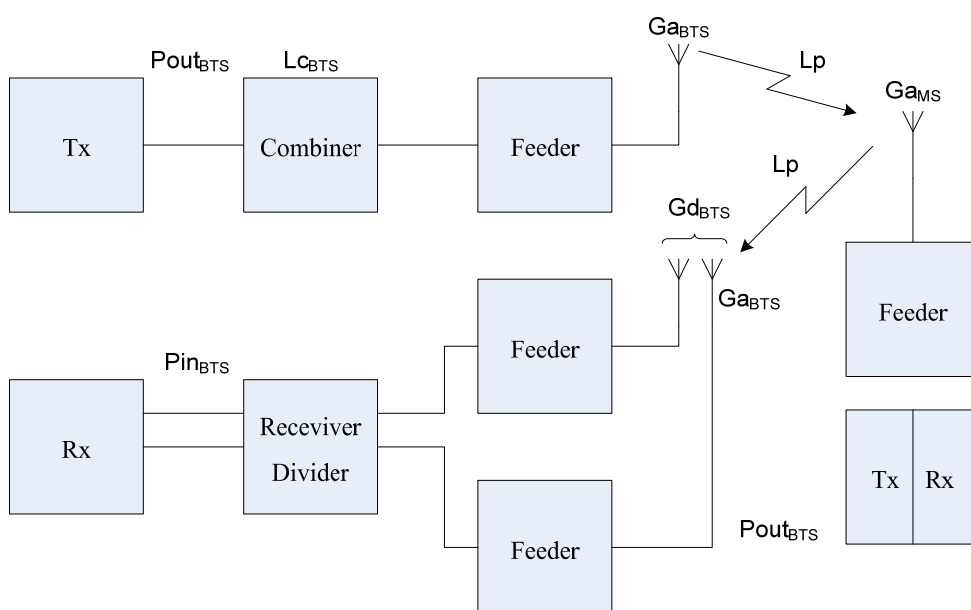 Ga_BTS
Pout_BTS
Lc_BTS
Lp
Ga_MS
Tx
Combiner
Feeder
Lp
Gd_BTS
Ga_BTS
Feeder
Feeder
Pin_BTS
Rx
Receviver
Divider
Tx
Rx
Pout_BTS
Feeder